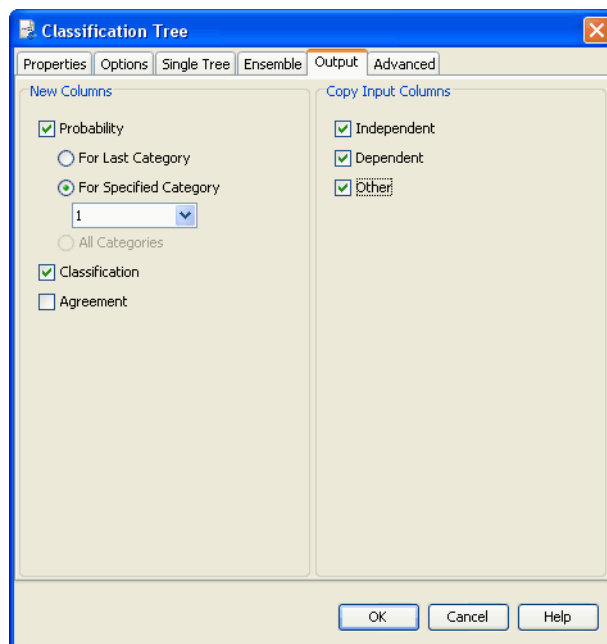 Classification Tree
Properties Options Single Tree Ensemble Output Advanced
New Columns
Probability
For Last Category
For Specified Category
1
All Categories
Classification
Agreement
Copy Input Columns
Independent
Dependent
Other
OK Cancel Help